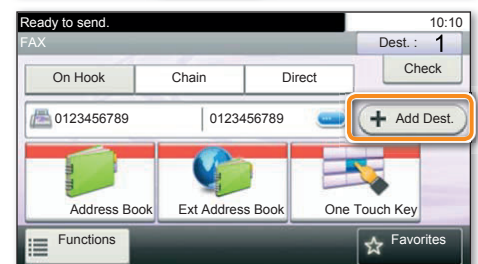 Ready to send. 10:10
FAX Dest. : 1
Check
On Hook Chain Direct
0123456789 0123456789 + Add Dest.
Address Book Ext Address Book One Touch Key
Functions Favorites